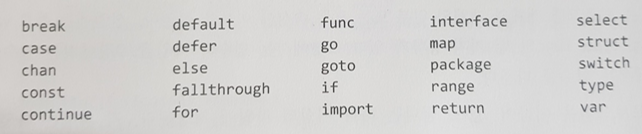 break default func interface select
case defer go map struct
chan else goto package switch
const fallthrough if range type
continue for import return var